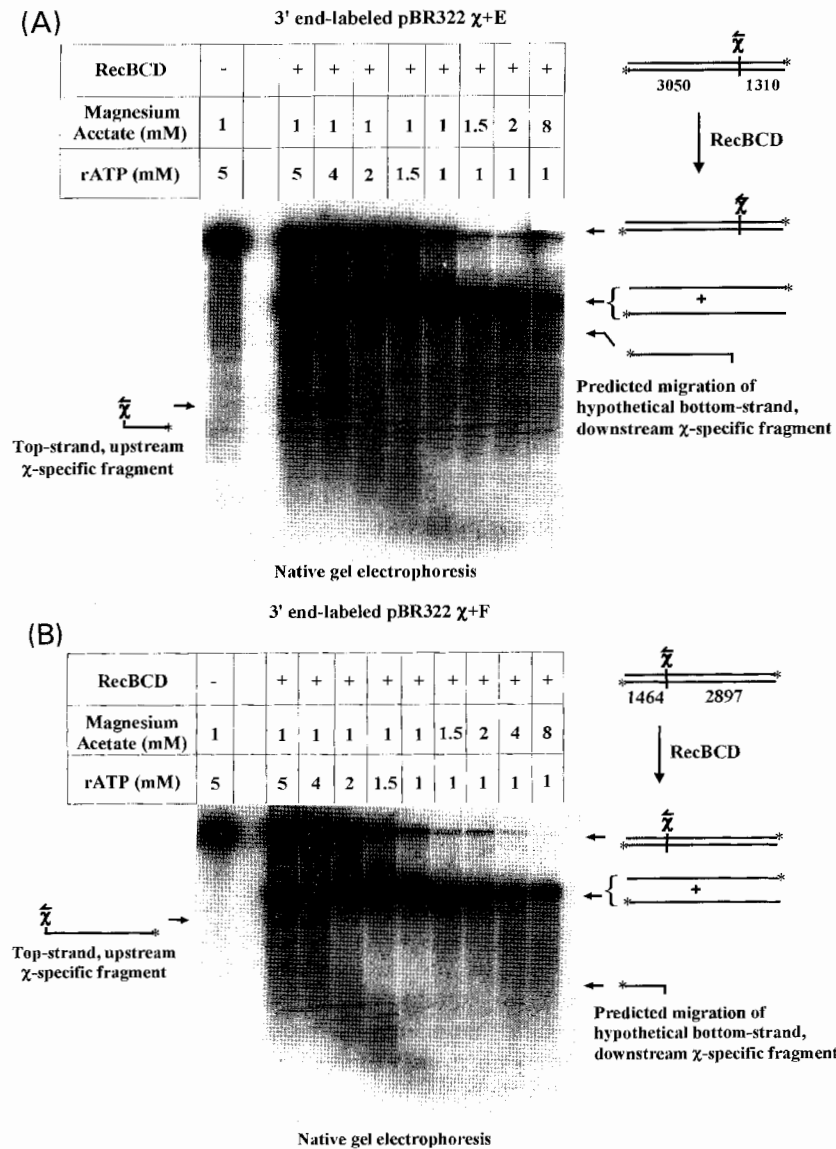 (A)
3' end-labeled pBR322 χ+E
RecBCD - + + + + + + + +
Magnesium Acetate (mM) 1 1 1 1 1 1 1.5 2 8
rATP (mM) 5 5 4 2 1.5 1 1 1 1
χ
3050 1310
RecBCD
χ
+
χ
Top-strand, upstream
χ-specific fragment
Predicted migration of
hypothetical bottom-strand,
downstream χ-specific fragment
Native gel electrophoresis
(B)
3' end-labeled pBR322 χ+F
RecBCD - + + + + + + + + +
Magnesium Acetate (mM) 1 1 1 1 1 1 1.5 2 4 8
rATP (mM) 5 5 4 2 1.5 1 1 1 1 1
χ
1464 2897
RecBCD
χ
+
χ
Top-strand, upstream
χ-specific fragment
Predicted migration of
hypothetical bottom-strand,
downstream χ-specific fragment
Native gel electrophoresis